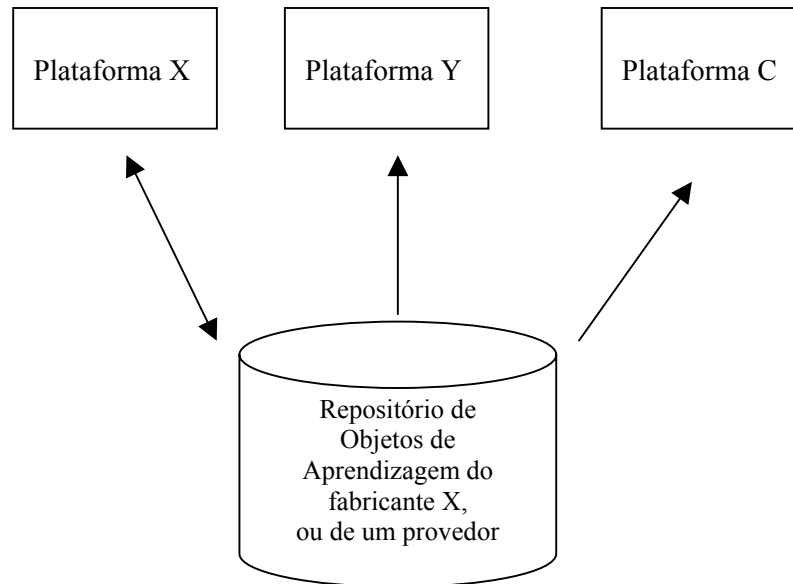 Plataforma X
Plataforma Y
Plataforma C
Repositório de
Objetos de
Aprendizagem do
fabricante X,
ou de um provedor